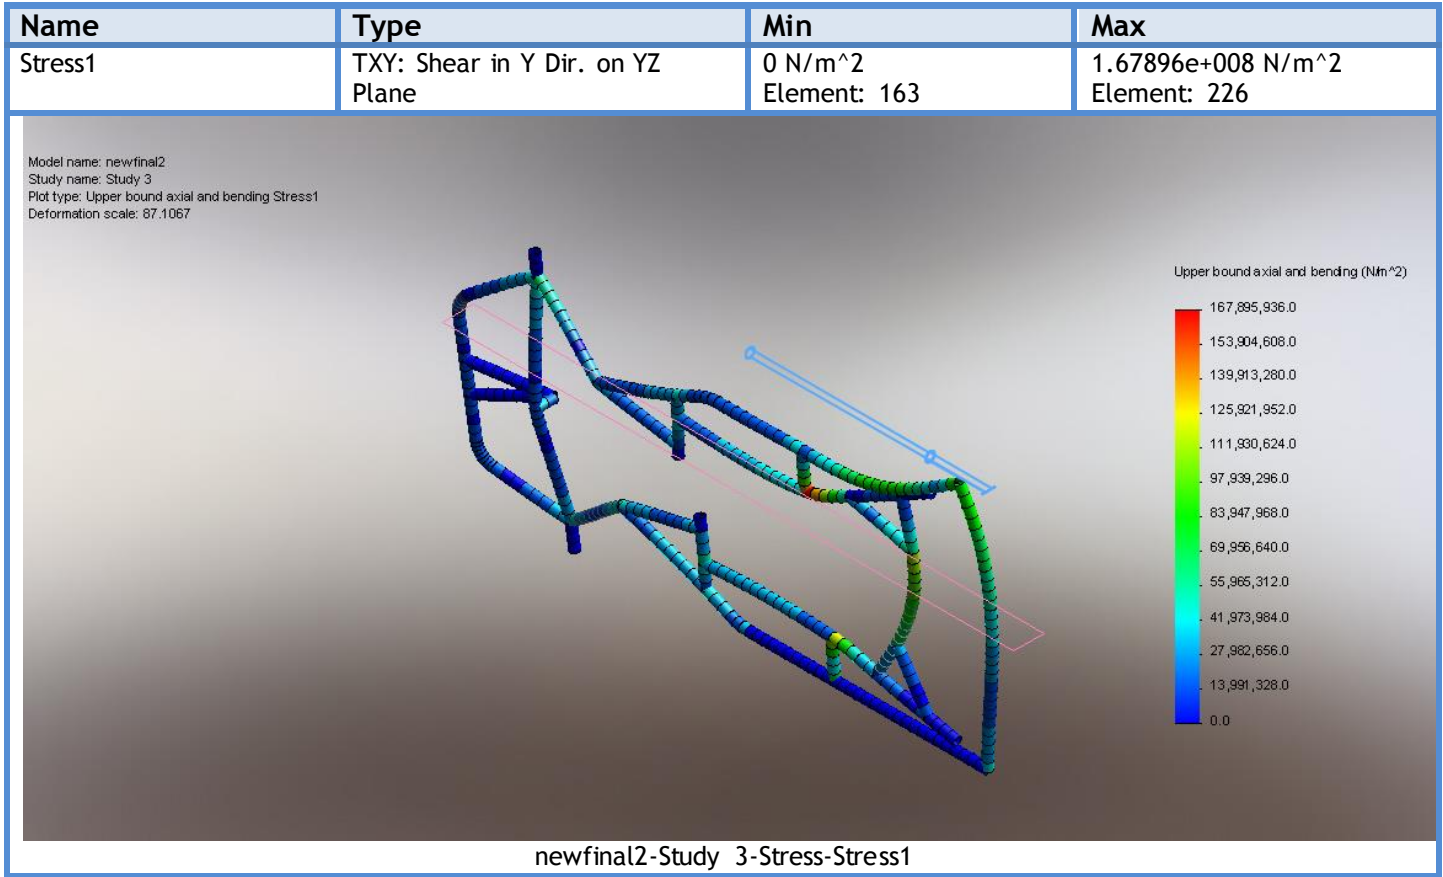 Name Type Min Max
Stress1 TXY: Shear in Y Dir. on YZ 0 N/m^2 1.67896e+008 N/m^2
Plane Element: 163 Element: 226
Model name: newfinal2
Study name: Study 3
Plot type: Upper bound axial and bending Stress1
Deformation scale: 87.1067
Upper bound axial and bending (N/m^2)
167,895,936.0
153,904,608.0
139,913,280.0
125,921,952.0
111,930,624.0
97,939,296.0
83,947,968.0
69,956,640.0
55,965,312.0
41,973,984.0
27,982,656.0
13,991,328.0
0.0
newfinal2-Study 3-Stress-Stress1